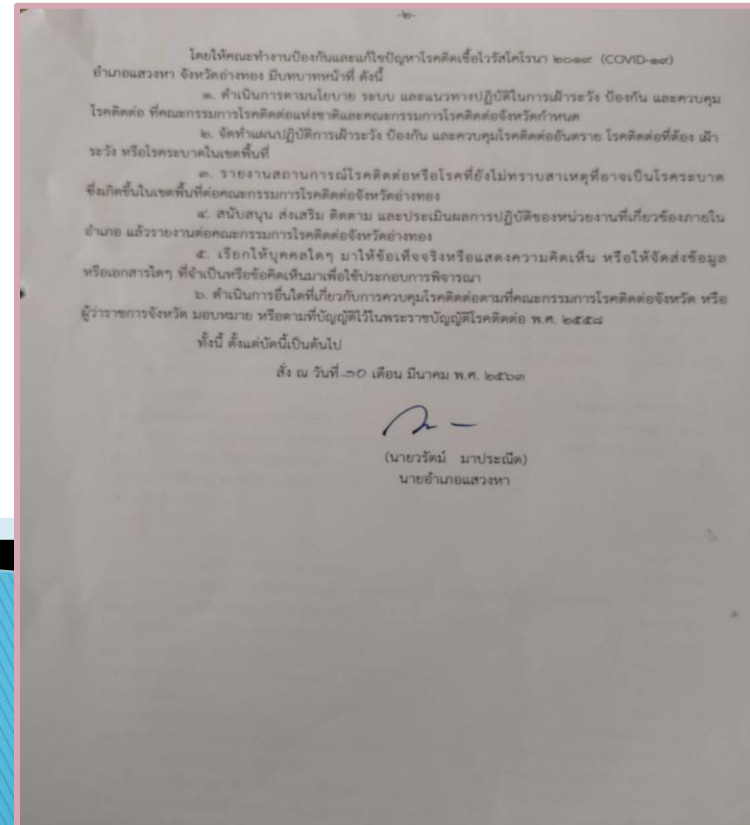 -๒-
โดยให้คณะทำงานป้องกันและแก้ไขปัญหาโรคติดเชื้อไวรัสโคโรนา ๒๐๑๙ (COVID-๑๙)
อำเภอแสวงหา จังหวัดอ่างทอง มีบทบาทหน้าที่ ดังนี้
๑. ดำเนินการตามนโยบาย ระบบ และแนวทางปฏิบัติในการเฝ้าระวัง ป้องกัน และควบคุม
โรคติดต่อ ที่คณะกรรมการโรคติดต่อแห่งชาติและคณะกรรมการโรคติดต่อจังหวัดกำหนด
๒. จัดทำแผนปฏิบัติการเฝ้าระวัง ป้องกัน และควบคุมโรคติดต่ออันตราย โรคติดต่อที่ต้อง เฝ้า
ระวัง หรือโรคระบาดในเขตพื้นที่
๓. รายงานสถานการณ์โรคติดต่อหรือโรคที่ยังไม่ทราบสาเหตุที่อาจเป็นโรคระบาด
ซึ่งเกิดขึ้นในเขตพื้นที่ต่อคณะกรรมการโรคติดต่อจังหวัดอ่างทอง
๔. สนับสนุน ส่งเสริม ติดตาม และประเมินผลการปฏิบัติของหน่วยงานที่เกี่ยวข้องภายใน
อำเภอ แล้วรายงานต่อคณะกรรมการโรคติดต่อจังหวัดอ่างทอง
๕. เรียกให้บุคคลใดๆ มาให้ข้อเท็จจริงหรือแสดงความคิดเห็น หรือให้จัดส่งข้อมูล
หรือเอกสารใดๆ ที่จำเป็นหรือข้อคิดเห็นมาเพื่อใช้ประกอบการพิจารณา
๖. ดำเนินการอื่นใดที่เกี่ยวกับการควบคุมโรคติดต่อตามที่คณะกรรมการโรคติดต่อจังหวัด หรือ
ผู้ว่าราชการจังหวัด มอบหมาย หรือตามที่บัญญัติไว้ในพระราชบัญญัติโรคติดต่อ พ.ศ. ๒๕๕๘
ทั้งนี้ ตั้งแต่บัดนี้เป็นต้นไป
สั่ง ณ วันที่ เดือน มีนาคม พ.ศ. ๒๕๖๓
(นายวรัตม์ มาประณีต)
นายอำเภอแสวงหา